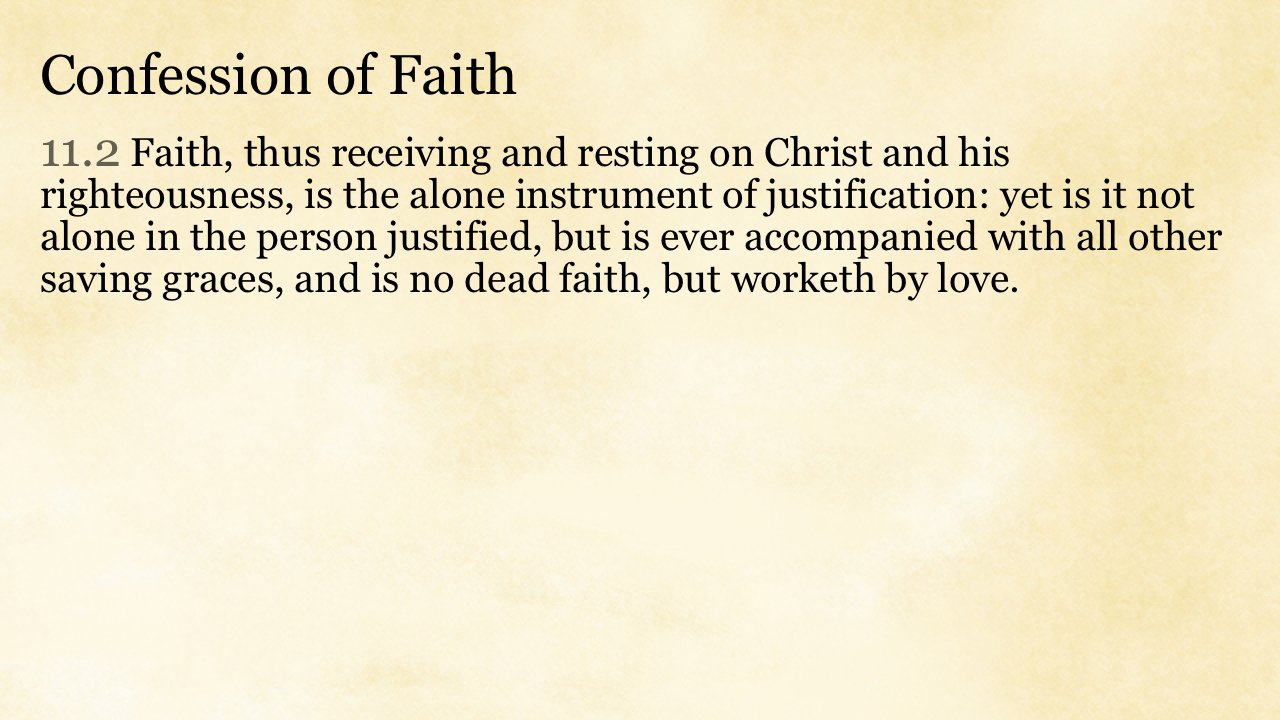 Confession of Faith
11.2 Faith, thus receiving and resting on Christ and his
righteousness, is the alone instrument of justification: yet is it not
alone in the person justified, but is ever accompanied with all other
saving graces, and is no dead faith, but worketh by love.